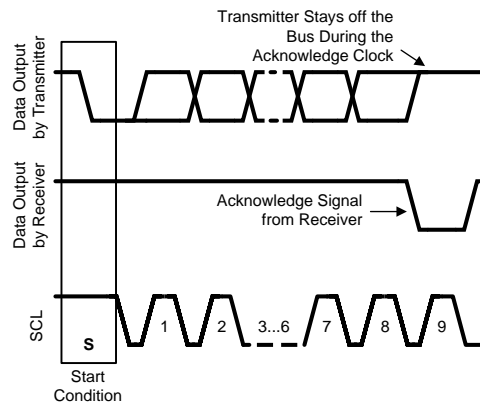 Transmitter Stays off the
Bus During the
Acknowledge Clock
Data Output
by Transmitter
Data Output
by Receiver
Acknowledge Signal
from Receiver
SCL
S
1
2
3...6
7
8
9
Start
Condition